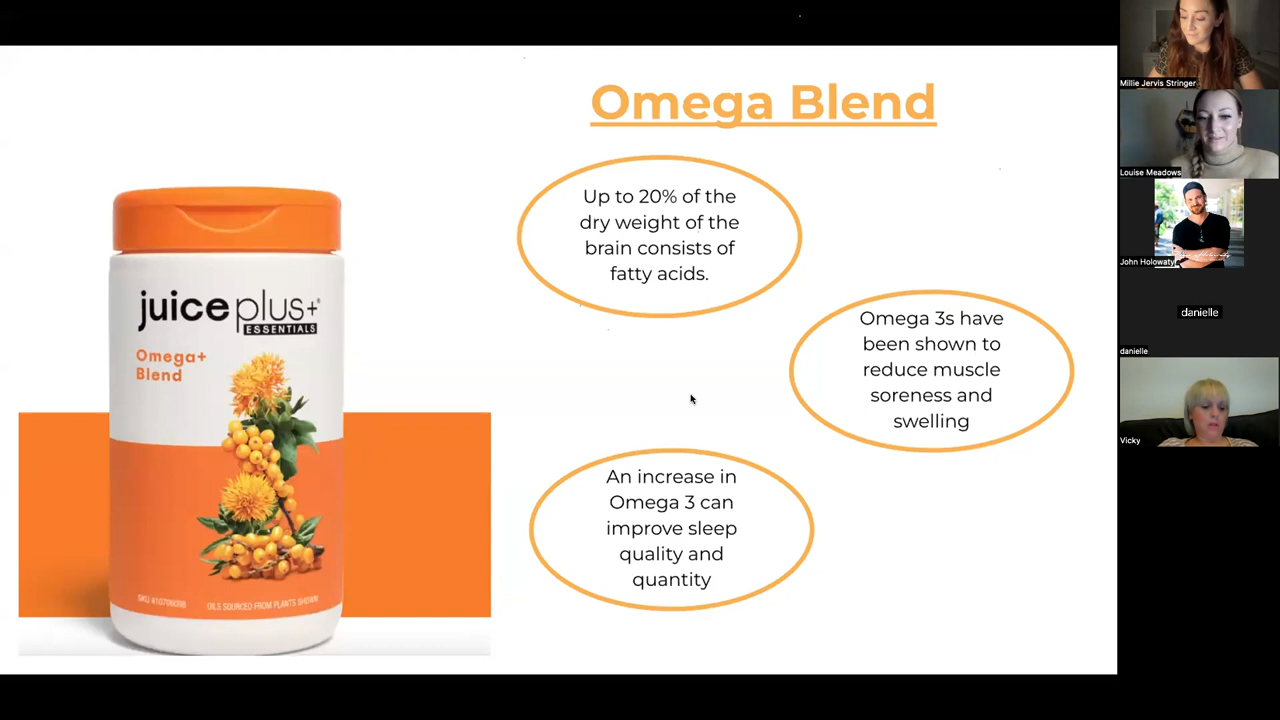 Omega Blend
Up to 20% of the
dry weight of the
brain consists of
fatty acids.
Omega 3s have
been shown to
reduce muscle
soreness and
swelling
An increase in
Omega 3 can
improve sleep
quality and
quantity
juice plus+®
ESSENTIALS
Omega+
Blend
OILS SOURCED FROM PLANTS SHOWN
Millie Jervis Stringer
Louise Meadows
John Holowaty
danielle
danielle
Vicky